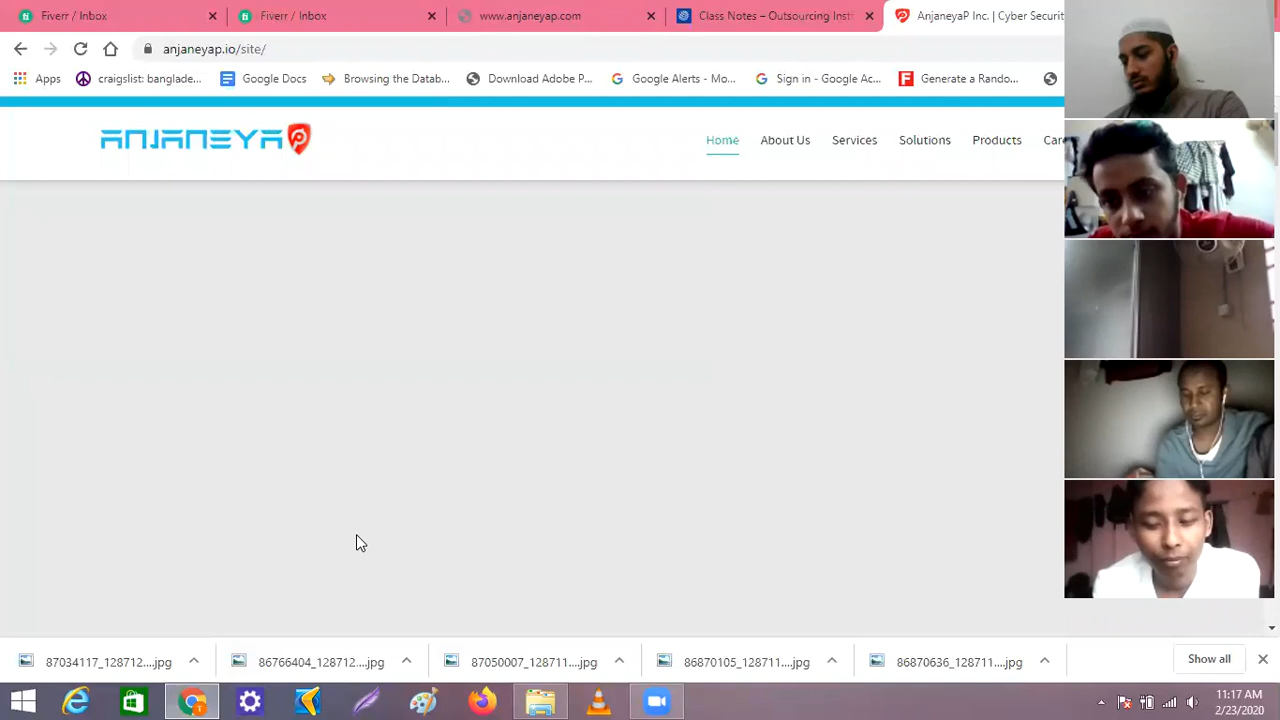 Fiverr / Inbox
Fiverr / Inbox
www.anjaneyap.com
Class Notes – Outsourcing Inst
AnjaneyaP Inc. | Cyber Securit
anjaneyap.io/site/
Apps
craigslist: banglade...
Google Docs
Browsing the Datab...
Download Adobe P...
Google Alerts - Mo...
Sign in - Google Ac...
Generate a Rando...
ANJANEYA
Home
About Us
Services
Solutions
Products
Care
87034117_128712....jpg
86766404_128712....jpg
87050007_128711....jpg
86870105_128711....jpg
86870636_128711....jpg
Show all
11:17 AM
2/23/2020